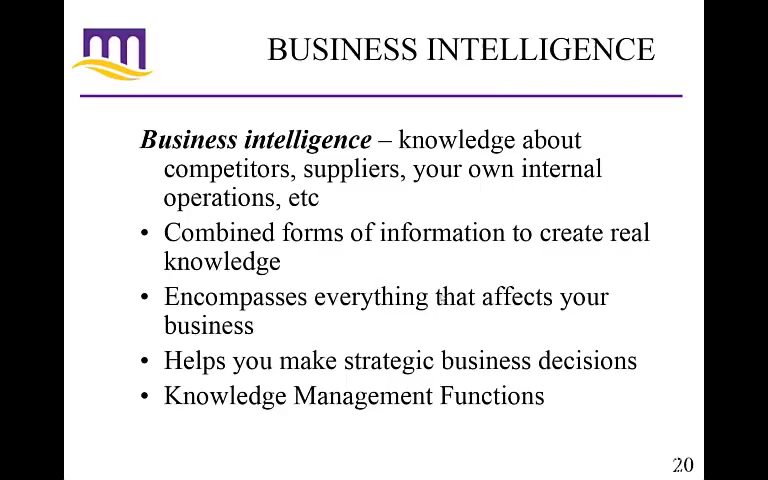 BUSINESS INTELLIGENCE
Business intelligence – knowledge about
competitors, suppliers, your own internal
operations, etc
• Combined forms of information to create real
knowledge
• Encompasses everything that affects your
business
• Helps you make strategic business decisions
• Knowledge Management Functions
20